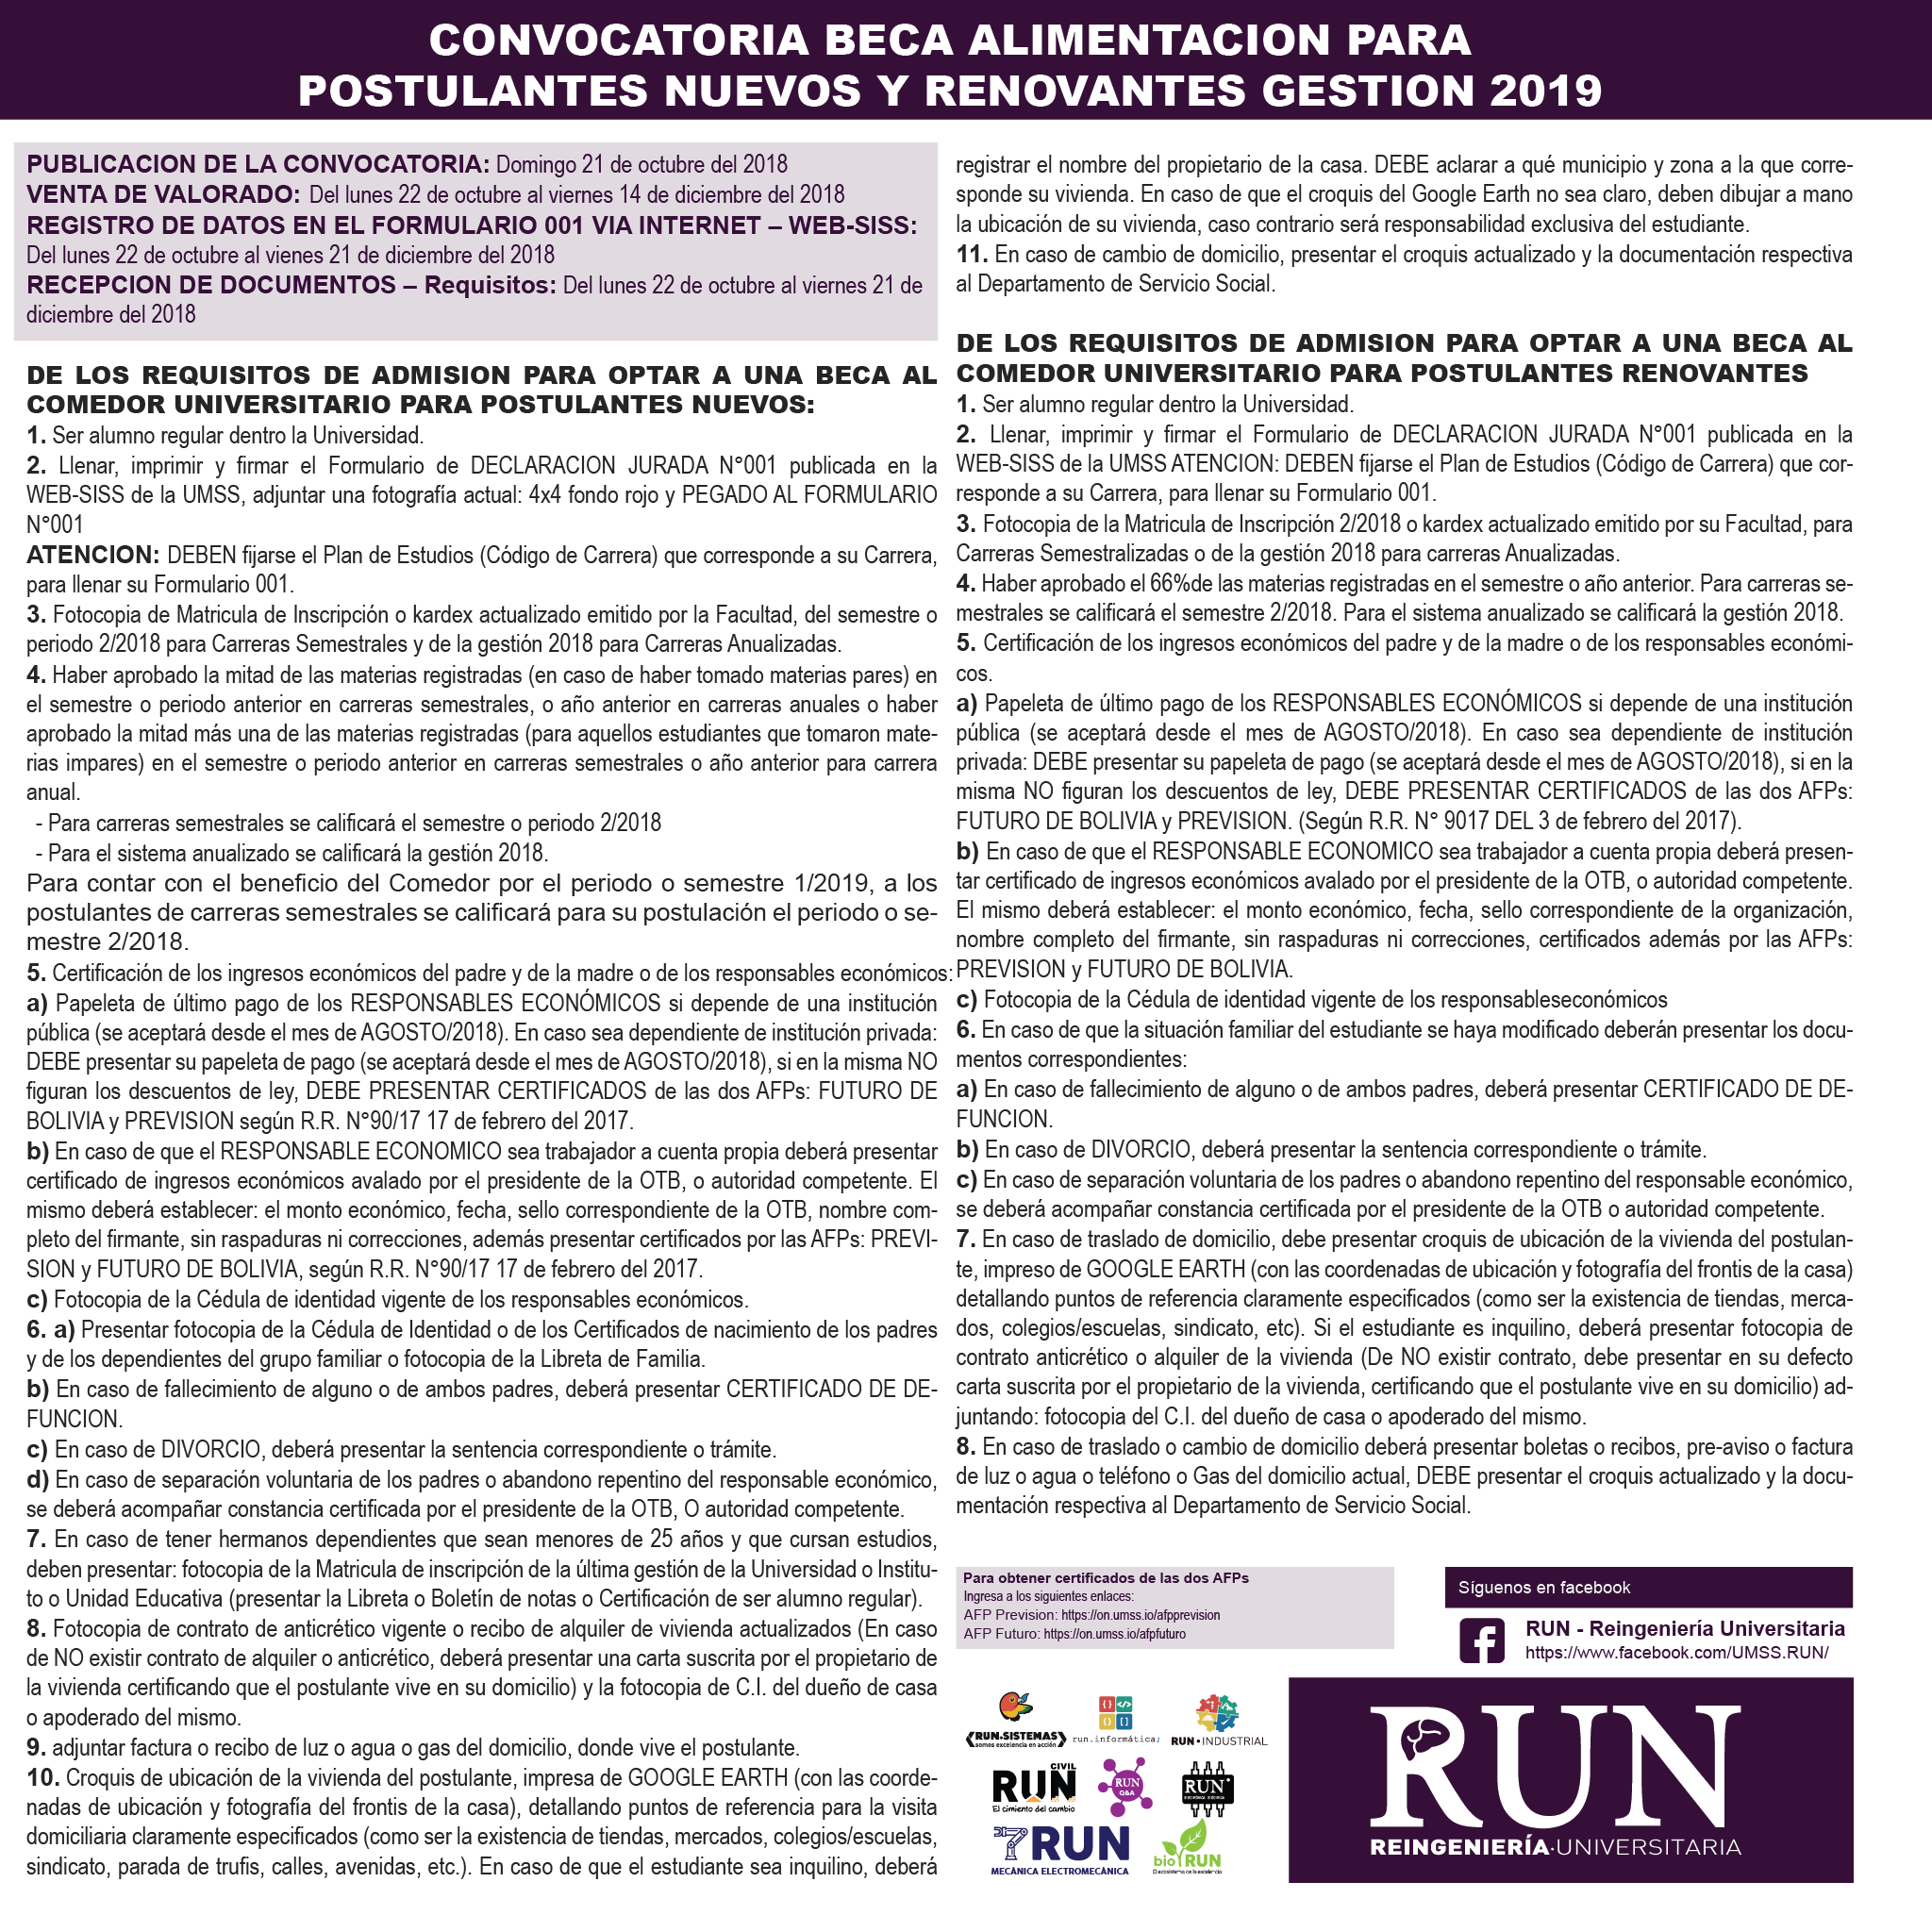 CONVOCATORIA BECA ALIMENTACION PARA
POSTULANTES NUEVOS Y RENOVANTES GESTION 2019
PUBLICACION DE LA CONVOCATORIA: Domingo 21 de octubre del 2018
VENTA DE VALORADO: Del lunes 22 de octubre al viernes 14 de diciembre del 2018
REGISTRO DE DATOS EN EL FORMULARIO 001 VIA INTERNET – WEB-SISS:
Del lunes 22 de octubre al vienes 21 de diciembre del 2018
RECEPCION DE DOCUMENTOS – Requisitos: Del lunes 22 de octubre al viernes 21 de
diciembre del 2018
DE LOS REQUISITOS DE ADMISION PARA OPTAR A UNA BECA AL
COMEDOR UNIVERSITARIO PARA POSTULANTES NUEVOS:
1. Ser alumno regular dentro la Universidad.
2. Llenar, imprimir y firmar el Formulario de DECLARACION JURADA N°001 publicada en la
WEB-SISS de la UMSS, adjuntar una fotografía actual: 4x4 fondo rojo y PEGADO AL FORMULARIO
N°001
ATENCION: DEBEN fijarse el Plan de Estudios (Código de Carrera) que corresponde a su Carrera,
para llenar su Formulario 001.
3. Fotocopia de Matricula de Inscripción o kardex actualizado emitido por la Facultad, del semestre o
periodo 2/2018 para Carreras Semestrales y de la gestión 2018 para Carreras Anualizadas.
4. Haber aprobado la mitad de las materias registradas (en caso de haber tomado materias pares) en
el semestre o periodo anterior en carreras semestrales, o año anterior en carreras anuales o haber
aprobado la mitad más una de las materias registradas (para aquellos estudiantes que tomaron mate-
rias impares) en el semestre o periodo anterior en carreras semestrales o año anterior para carrera
anual.
- Para carreras semestrales se calificará el semestre o periodo 2/2018
- Para el sistema anualizado se calificará la gestión 2018.
Para contar con el beneficio del Comedor por el periodo o semestre 1/2019, a los
postulantes de carreras semestrales se calificará para su postulación el periodo o se-
mestre 2/2018.
5. Certificación de los ingresos económicos del padre y de la madre o de los responsables económicos:
a) Papeleta de último pago de los RESPONSABLES ECONÓMICOS si depende de una institución
pública (se aceptará desde el mes de AGOSTO/2018). En caso sea dependiente de institución privada:
DEBE presentar su papeleta de pago (se aceptará desde el mes de AGOSTO/2018), si en la misma NO
figuran los descuentos de ley, DEBE PRESENTAR CERTIFICADOS de las dos AFPs: FUTURO DE
BOLIVIA y PREVISION según R.R. N°90/17 17 de febrero del 2017.
b) En caso de que el RESPONSABLE ECONOMICO sea trabajador a cuenta propia deberá presentar
certificado de ingresos económicos avalado por el presidente de la OTB, o autoridad competente. El
mismo deberá establecer: el monto económico, fecha, sello correspondiente de la OTB, nombre com-
pleto del firmante, sin raspaduras ni correcciones, además presentar certificados por las AFPs: PREVI-
SION y FUTURO DE BOLIVIA, según R.R. N°90/17 17 de febrero del 2017.
c) Fotocopia de la Cédula de identidad vigente de los responsables económicos.
6. a) Presentar fotocopia de la Cédula de Identidad o de los Certificados de nacimiento de los padres
y de los dependientes del grupo familiar o fotocopia de la Libreta de Familia.
b) En caso de fallecimiento de alguno o de ambos padres, deberá presentar CERTIFICADO DE DE-
FUNCION.
c) En caso de DIVORCIO, deberá presentar la sentencia correspondiente o trámite.
d) En caso de separación voluntaria de los padres o abandono repentino del responsable económico,
se deberá acompañar constancia certificada por el presidente de la OTB, O autoridad competente.
7. En caso de tener hermanos dependientes que sean menores de 25 años y que cursan estudios,
deben presentar: fotocopia de la Matricula de inscripción de la última gestión de la Universidad o Institu-
to o Unidad Educativa (presentar la Libreta o Boletín de notas o Certificación de ser alumno regular).
8. Fotocopia de contrato de anticrético vigente o recibo de alquiler de vivienda actualizados (En caso
de NO existir contrato de alquiler o anticrético, deberá presentar una carta suscrita por el propietario de
la vivienda certificando que el postulante vive en su domicilio) y la fotocopia de C.I. del dueño de casa
o apoderado del mismo.
9. adjuntar factura o recibo de luz o agua o gas del domicilio, donde vive el postulante.
10. Croquis de ubicación de la vivienda del postulante, impresa de GOOGLE EARTH (con las coorde-
nadas de ubicación y fotografía del frontis de la casa), detallando puntos de referencia para la visita
domiciliaria claramente especificados (como ser la existencia de tiendas, mercados, colegios/escuelas,
sindicato, parada de trufis, calles, avenidas, etc.). En caso de que el estudiante sea inquilino, deberá
registrar el nombre del propietario de la casa. DEBE aclarar a qué municipio y zona a la que corre-
sponde su vivienda. En caso de que el croquis del Google Earth no sea claro, deben dibujar a mano
la ubicación de su vivienda, caso contrario será responsabilidad exclusiva del estudiante.
11. En caso de cambio de domicilio, presentar el croquis actualizado y la documentación respectiva
al Departamento de Servicio Social.
DE LOS REQUISITOS DE ADMISION PARA OPTAR A UNA BECA AL
COMEDOR UNIVERSITARIO PARA POSTULANTES RENOVANTES
1. Ser alumno regular dentro la Universidad.
2. Llenar, imprimir y firmar el Formulario de DECLARACION JURADA N°001 publicada en la
WEB-SISS de la UMSS ATENCION: DEBEN fijarse el Plan de Estudios (Código de Carrera) que cor-
responde a su Carrera, para llenar su Formulario 001.
3. Fotocopia de la Matricula de Inscripción 2/2018 o kardex actualizado emitido por su Facultad, para
Carreras Semestralizadas o de la gestión 2018 para carreras Anualizadas.
4. Haber aprobado el 66%de las materias registradas en el semestre o año anterior. Para carreras se-
mestrales se calificará el semestre 2/2018. Para el sistema anualizado se calificará la gestión 2018.
5. Certificación de los ingresos económicos del padre y de la madre o de los responsables económi-
cos.
a) Papeleta de último pago de los RESPONSABLES ECONÓMICOS si depende de una institución
pública (se aceptará desde el mes de AGOSTO/2018). En caso sea dependiente de institución
privada: DEBE presentar su papeleta de pago (se aceptará desde el mes de AGOSTO/2018), si en la
misma NO figuran los descuentos de ley, DEBE PRESENTAR CERTIFICADOS de las dos AFPs:
FUTURO DE BOLIVIA y PREVISION. (Según R.R. N° 9017 DEL 3 de febrero del 2017).
b) En caso de que el RESPONSABLE ECONOMICO sea trabajador a cuenta propia deberá presen-
tar certificado de ingresos económicos avalado por el presidente de la OTB, o autoridad competente.
El mismo deberá establecer: el monto económico, fecha, sello correspondiente de la organización,
nombre completo del firmante, sin raspaduras ni correcciones, certificados además por las AFPs:
PREVISION y FUTURO DE BOLIVIA.
c) Fotocopia de la Cédula de identidad vigente de los responsableseconómicos
6. En caso de que la situación familiar del estudiante se haya modificado deberán presentar los docu-
mentos correspondientes:
a) En caso de fallecimiento de alguno o de ambos padres, deberá presentar CERTIFICADO DE DE-
FUNCION.
b) En caso de DIVORCIO, deberá presentar la sentencia correspondiente o trámite.
c) En caso de separación voluntaria de los padres o abandono repentino del responsable económico,
se deberá acompañar constancia certificada por el presidente de la OTB o autoridad competente.
7. En caso de traslado de domicilio, debe presentar croquis de ubicación de la vivienda del postulan-
te, impreso de GOOGLE EARTH (con las coordenadas de ubicación y fotografía del frontis de la casa)
detallando puntos de referencia claramente especificados (como ser la existencia de tiendas, merca-
dos, colegios/escuelas, sindicato, etc). Si el estudiante es inquilino, deberá presentar fotocopia de
contrato anticrético o alquiler de la vivienda (De NO existir contrato, debe presentar en su defecto
carta suscrita por el propietario de la vivienda, certificando que el postulante vive en su domicilio) ad-
juntando: fotocopia del C.I. del dueño de casa o apoderado del mismo.
8. En caso de traslado o cambio de domicilio deberá presentar boletas o recibos, pre-aviso o factura
de luz o agua o teléfono o Gas del domicilio actual, DEBE presentar el croquis actualizado y la docu-
mentación respectiva al Departamento de Servicio Social.
Para obtener certificados de las dos AFPs
Ingresa a los siguientes enlaces:
AFP Prevision: https://on.umss.io/afpprevision
AFP Futuro: https://on.umss.io/afpfuturo
Síguenos en facebook
RUN - Reingeniería Universitaria
https://www.facebook.com/UMSS.RUN/
RUN.SISTEMAS
somos excelencia en acción
run.informática;
RUN•INDUSTRIAL
CIVIL
RUN
El cimiento del cambio
RUN
Q&A
RUN
RUN
MECÁNICA ELECTROMECÁNICA
bio RUN
RUN
REINGENIERÍA·UNIVERSITARIA